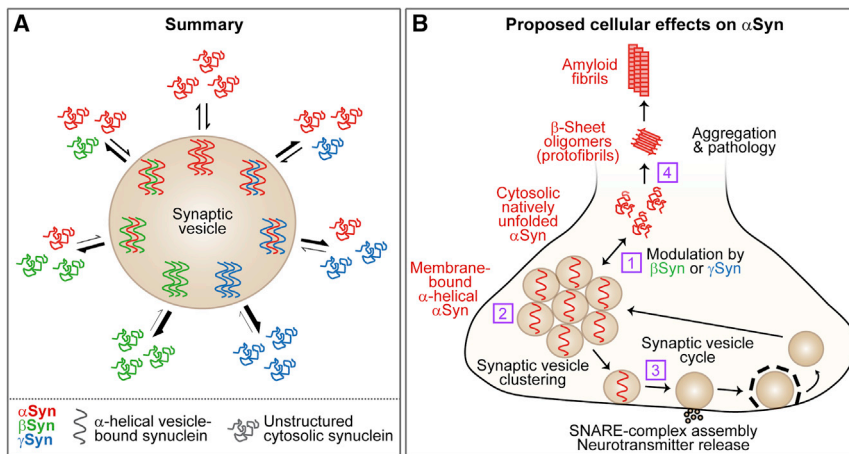 A
Summary
Synaptic
vesicle
αSyn
βSyn
γSyn
α-helical vesicle-
bound synuclein
Unstructured
cytosolic synuclein
B
Proposed cellular effects on αSyn
Amyloid
fibrils
β-Sheet
oligomers
(protofibrils)
Aggregation
& pathology
4
Cytosolic
natively
unfolded
αSyn
1
Modulation by
βSyn or γSyn
Membrane-
bound
α-helical
αSyn
2
Synaptic vesicle
clustering
3
Synaptic vesicle
cycle
SNARE-complex assembly
Neurotransmitter release